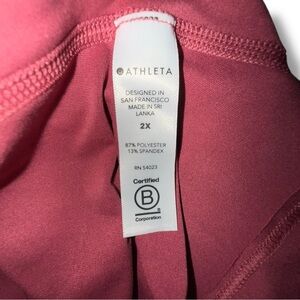 ATHLETA
DESIGNED IN
SAN FRANCISCO
MADE IN SRI
LANKA
2X
87% POLYESTER
13% SPANDEX
RN 54023
Certified
B
Corporation